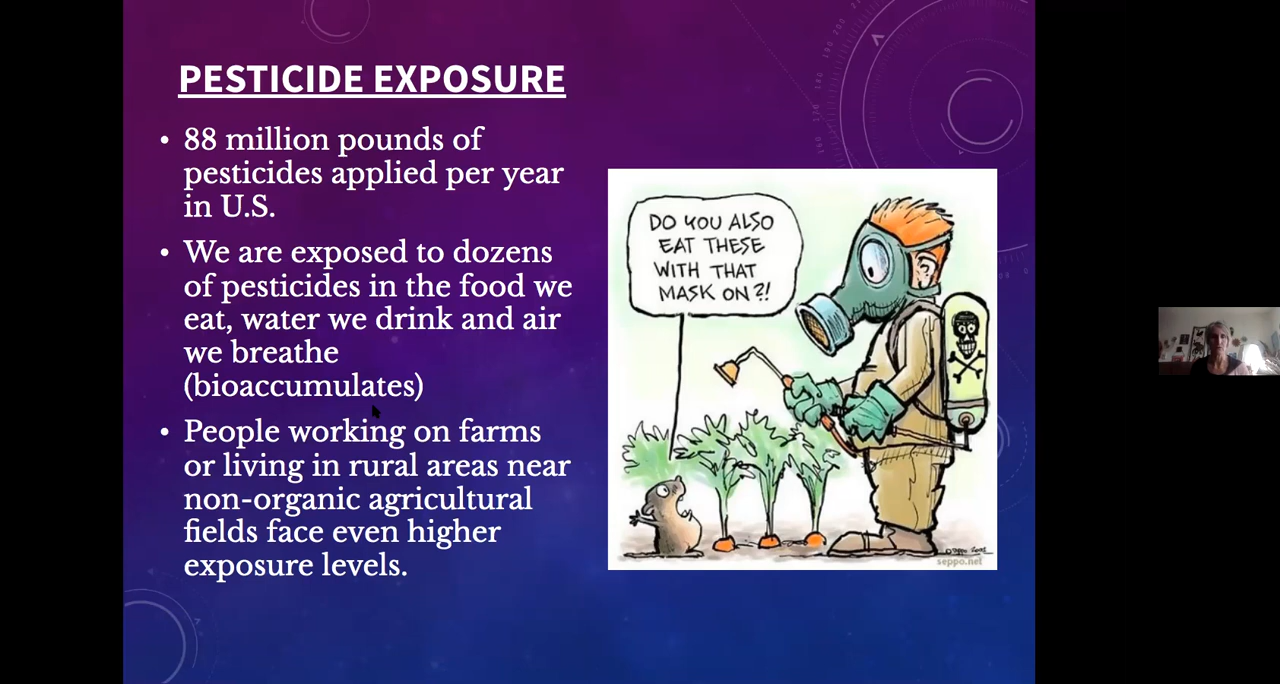 PESTICIDE EXPOSURE
• 88 million pounds of
pesticides applied per year
in U.S.
• We are exposed to dozens
of pesticides in the food we
eat, water we drink and air
we breathe
(bioaccumulates)
• People working on farms
or living in rural areas near
non-organic agricultural
fields face even higher
exposure levels.
DO YOU ALSO
EAT THESE
WITH THAT
MASK ON?!
seppo.net